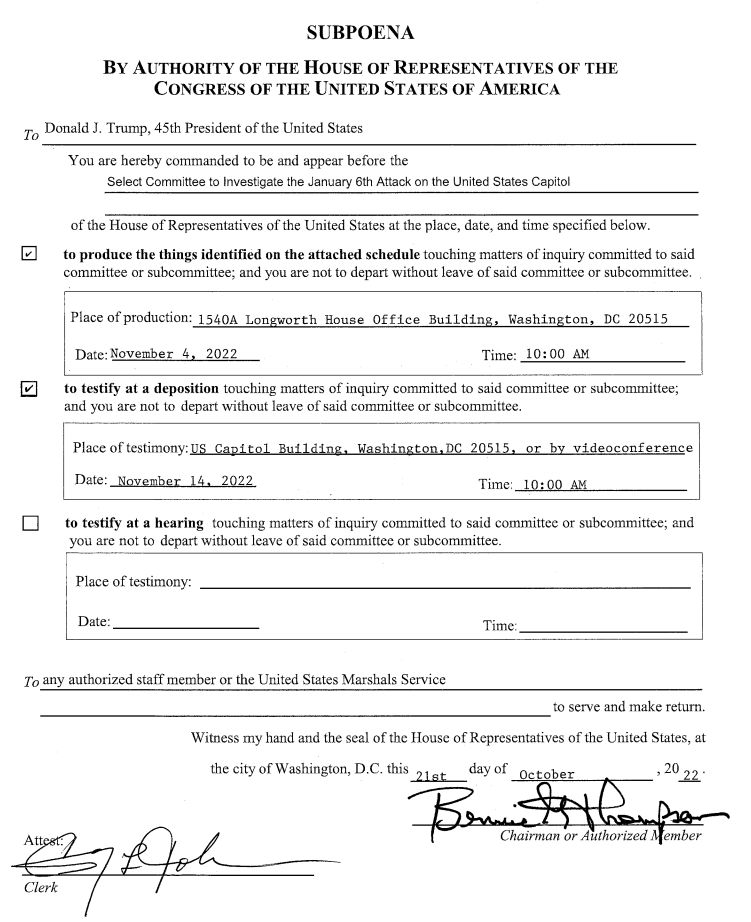 SUBPOENA
BY AUTHORITY OF THE HOUSE OF REPRESENTATIVES OF THE
CONGRESS OF THE UNITED STATES OF AMERICA
To Donald J. Trump, 45th President of the United States
You are hereby commanded to be and appear before the
Select Committee to Investigate the January 6th Attack on the United States Capitol
of the House of Representatives of the United States at the place, date, and time specified below.
to produce the things identified on the attached schedule touching matters of inquiry committed to said
committee or subcommittee; and you are not to depart without leave of said committee or subcommittee.
Place of production: 1540A Longworth House Office Building, Washington, DC 20515
Date: November 4, 2022 Time: 10:00 AM
to testify at a deposition touching matters of inquiry committed to said committee or subcommittee;
and you are not to depart without leave of said committee or subcommittee.
Place of testimony: US Capitol Building, Washington,DC 20515, or by videoconference
Date: November 14, 2022 Time: 10:00 AM
to testify at a hearing touching matters of inquiry committed to said committee or subcommittee; and
you are not to depart without leave of said committee or subcommittee.
Place of testimony:
Date: Time:
To any authorized staff member or the United States Marshals Service
to serve and make return.
Witness my hand and the seal of the House of Representatives of the United States, at
the city of Washington, D.C. this 21st day of October, 20 22.
Bennie G Thompson
Chairman or Authorized Member
Attest:
Clerk